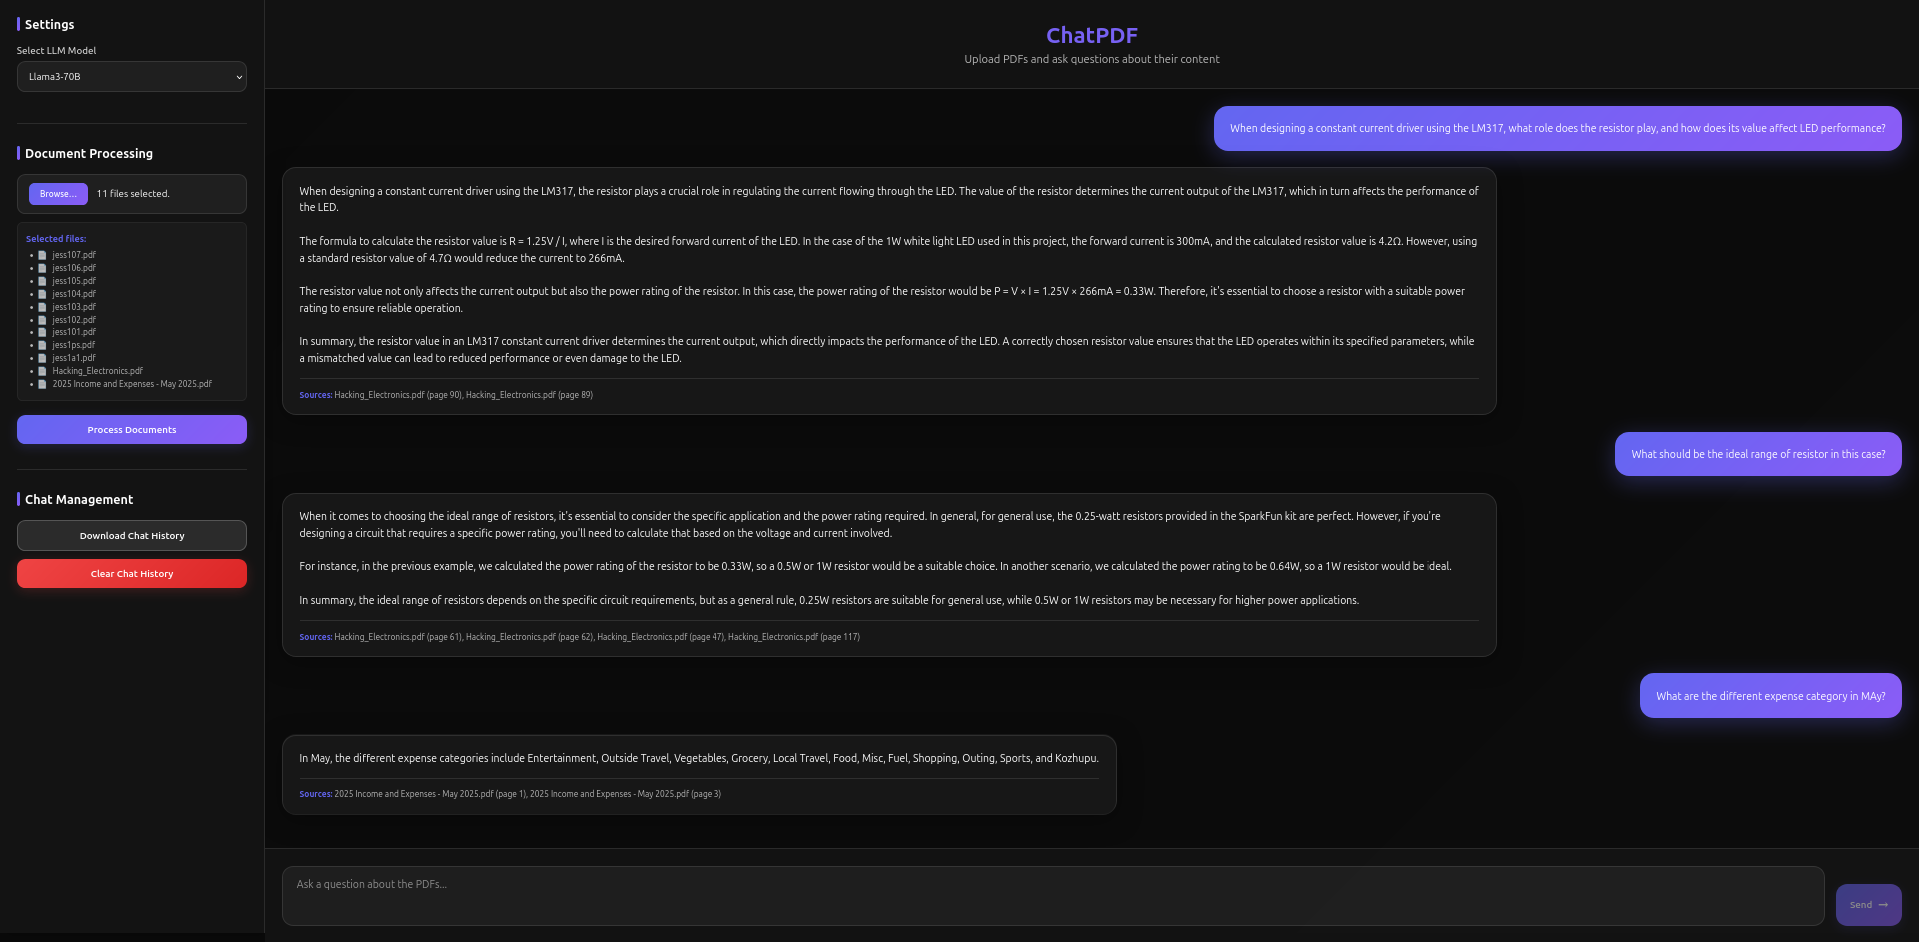 Settings
Select LLM Model
Llama3-70B
Document Processing
Browse...
11 files selected.
Selected files:
jess107.pdf
jess106.pdf
jess105.pdf
jess104.pdf
jess103.pdf
jess102.pdf
jess101.pdf
jess1ps.pdf
jess1a1.pdf
Hacking_Electronics.pdf
2025 Income and Expenses - May 2025.pdf
Process Documents
Chat Management
Download Chat History
Clear Chat History
ChatPDF
Upload PDFs and ask questions about their content
When designing a constant current driver using the LM317, what role does the resistor play, and how does its value affect LED performance?
When designing a constant current driver using the LM317, the resistor plays a crucial role in regulating the current flowing through the LED. The value of the resistor determines the current output of the LM317, which in turn affects the performance of
the LED.
The formula to calculate the resistor value is R = 1.25V / I, where I is the desired forward current of the LED. In the case of the 1W white light LED used in this project, the forward current is 300mA, and the calculated resistor value is 4.2Ω. However, using
a standard resistor value of 4.7Ω would reduce the current to 266mA.
The resistor value not only affects the current output but also the power rating of the resistor. In this case, the power rating of the resistor would be P = V × I = 1.25V × 266mA = 0.33W. Therefore, it's essential to choose a resistor with a suitable power
rating to ensure reliable operation.
In summary, the resistor value in an LM317 constant current driver determines the current output, which directly impacts the performance of the LED. A correctly chosen resistor value ensures that the LED operates within its specified parameters, while
a mismatched value can lead to reduced performance or even damage to the LED.
Sources: Hacking_Electronics.pdf (page 90), Hacking_Electronics.pdf (page 89)
What should be the ideal range of resistor in this case?
When it comes to choosing the ideal range of resistors, it's essential to consider the specific application and the power rating required. In general, for general use, the 0.25-watt resistors provided in the SparkFun kit are perfect. However, if you're
designing a circuit that requires a specific power rating, you'll need to calculate that based on the voltage and current involved.
For instance, in the previous example, we calculated the power rating of the resistor to be 0.33W, so a 0.5W or 1W resistor would be a suitable choice. In another scenario, we calculated the power rating to be 0.64W, so a 1W resistor would be ideal.
In summary, the ideal range of resistors depends on the specific circuit requirements, but as a general rule, 0.25W resistors are suitable for general use, while 0.5W or 1W resistors may be necessary for higher power applications.
Sources: Hacking_Electronics.pdf (page 61), Hacking_Electronics.pdf (page 62), Hacking_Electronics.pdf (page 47), Hacking_Electronics.pdf (page 117)
What are the different expense category in MAy?
In May, the different expense categories include Entertainment, Outside Travel, Vegetables, Grocery, Local Travel, Food, Misc, Fuel, Shopping, Outing, Sports, and Kozhupu.
Sources: 2025 Income and Expenses - May 2025.pdf (page 1), 2025 Income and Expenses - May 2025.pdf (page 3)
Ask a question about the PDFs...
Send →